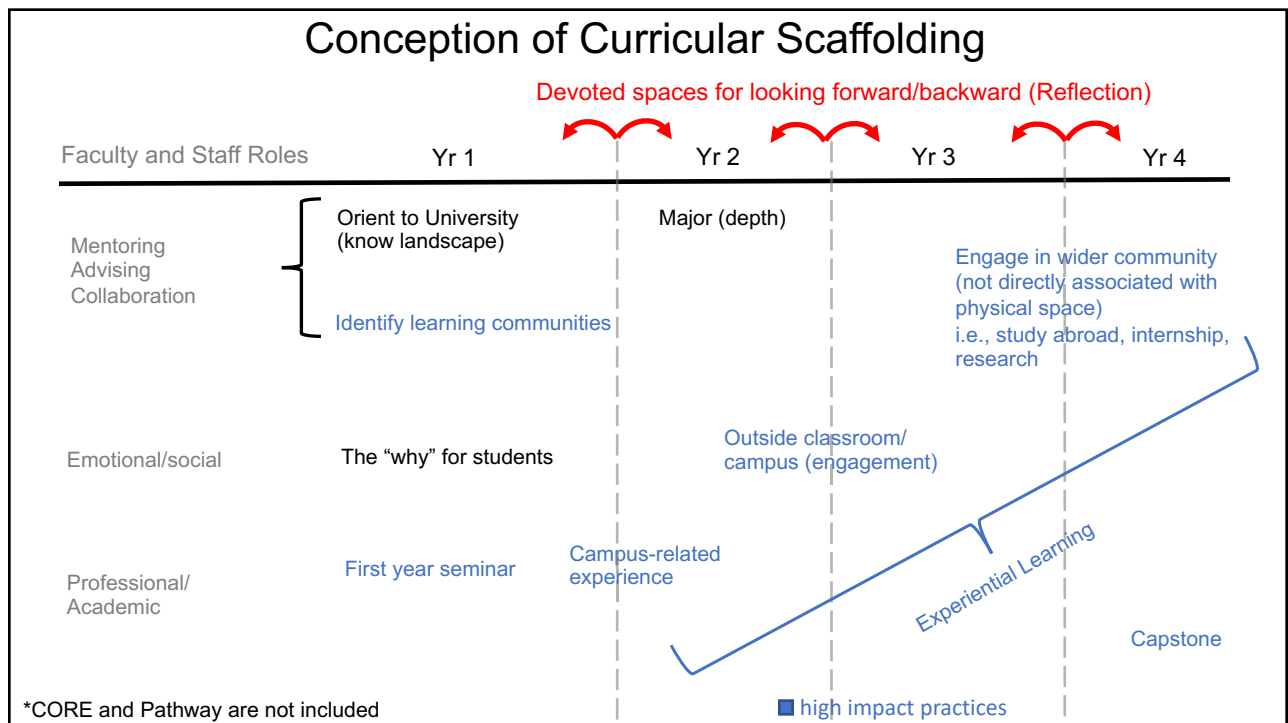 Conception of Curricular Scaffolding
Devoted spaces for looking forward/backward (Reflection)
Faculty and Staff Roles
Yr 1
Yr 2
Yr 3
Yr 4
Mentoring
Advising
Collaboration
Orient to University
(know landscape)
Identify learning communities
Major (depth)
Engage in wider community
(not directly associated with
physical space)
i.e., study abroad, internship,
research
Emotional/social
The “why” for students
Outside classroom/
campus (engagement)
Professional/
Academic
First year seminar
Campus-related
experience
Experiential Learning
Capstone
*CORE and Pathway are not included
high impact practices